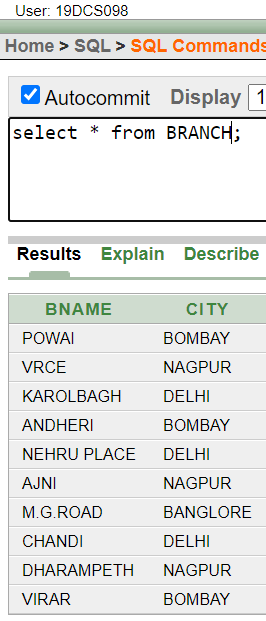 User: 19DCS098
Home > SQL > SQL Commands
Autocommit Display 1
select * from BRANCH;
Results Explain Describe
BNAME CITY
POWAI BOMBAY
VRCE NAGPUR
KAROLBAGH DELHI
ANDHERI BOMBAY
NEHRU PLACE DELHI
AJNI NAGPUR
M.G.ROAD BANGLORE
CHANDI DELHI
DHARAMPETH NAGPUR
VIRAR BOMBAY